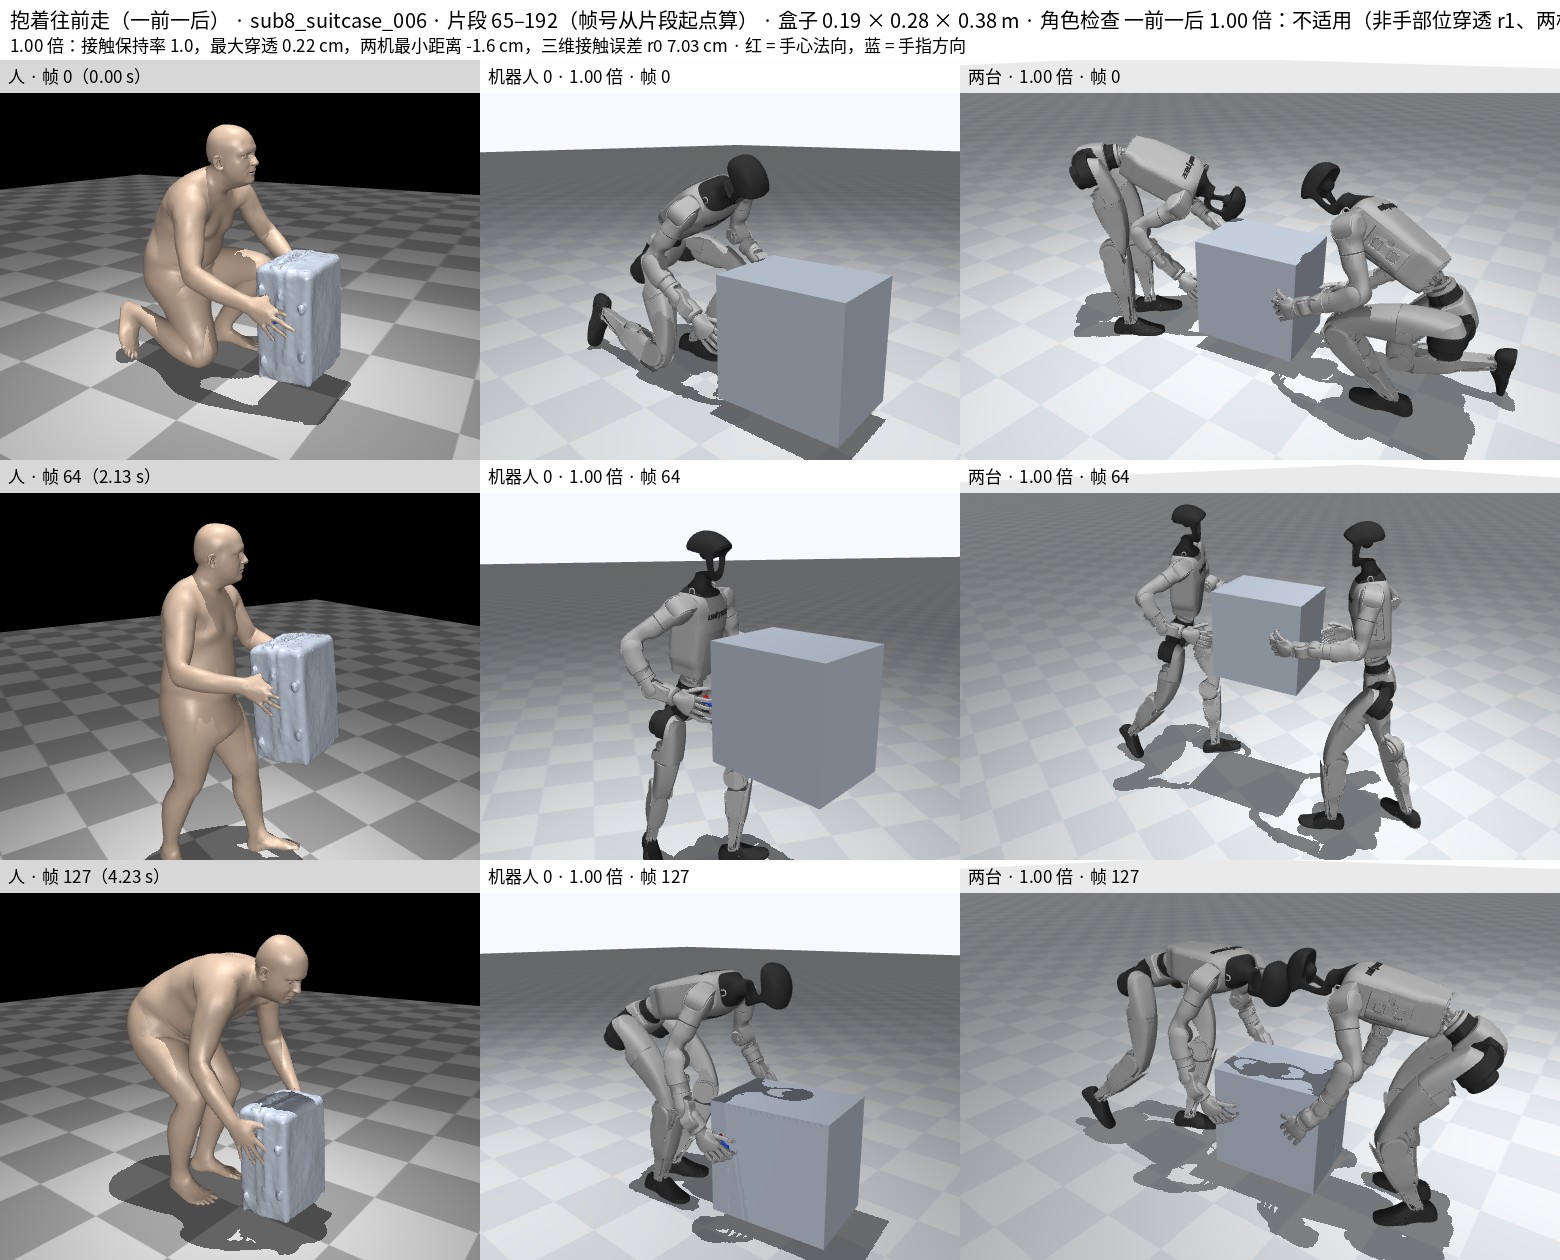 抱着往前走（一前一后） · sub8_suitcase_006 · 片段 65–192（帧号从片段起点算） · 盒子 0.19 × 0.28 × 0.38 m · 角色检查 一前一后 1.00 倍：不适用（非手部位穿透 r1、两
1.00 倍：接触保持率 1.0，最大穿透 0.22 cm，两机最小距离 -1.6 cm，三维接触误差 r0 7.03 cm · 红 = 手心法向，蓝 = 手指方向
人 · 帧 0（0.00 s）
机器人 0 · 1.00 倍 · 帧 0
两台 · 1.00 倍 · 帧 0
人 · 帧 64（2.13 s）
机器人 0 · 1.00 倍 · 帧 64
两台 · 1.00 倍 · 帧 64
人 · 帧 127（4.23 s）
机器人 0 · 1.00 倍 · 帧 127
两台 · 1.00 倍 · 帧 127